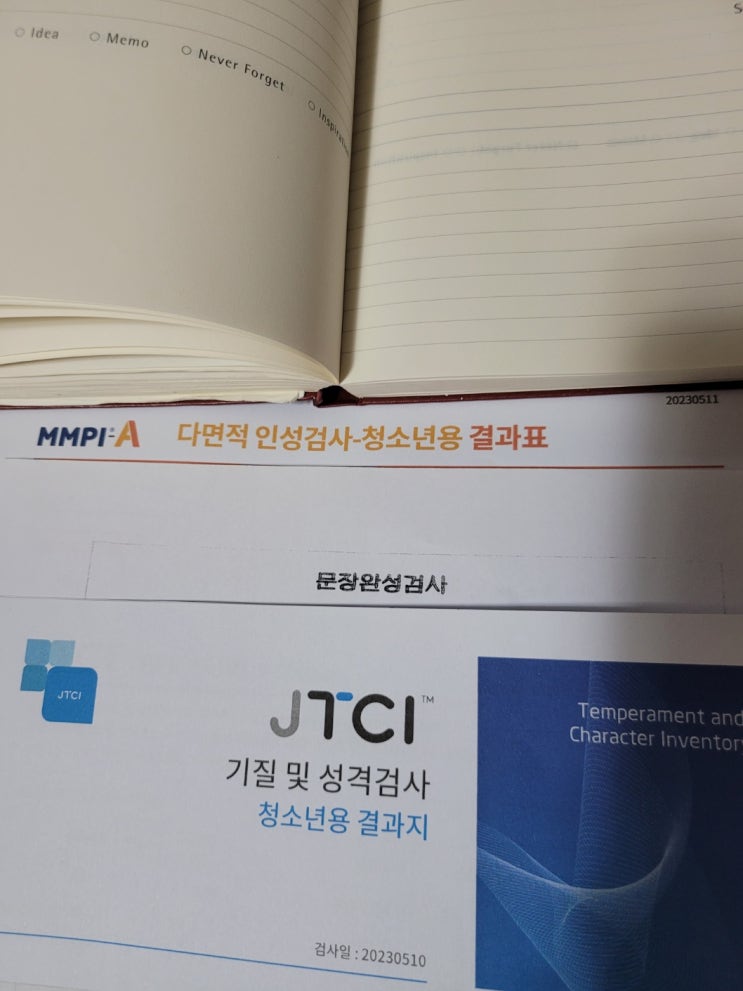 Idea Memo Never Forget
20230511
MMPI®-A 다면적 인성검사-청소년용 결과표
문장완성검사
JTCI
JTCI™
기질 및 성격검사
청소년용 결과지
검사일 : 20230510
Temperament and
Character